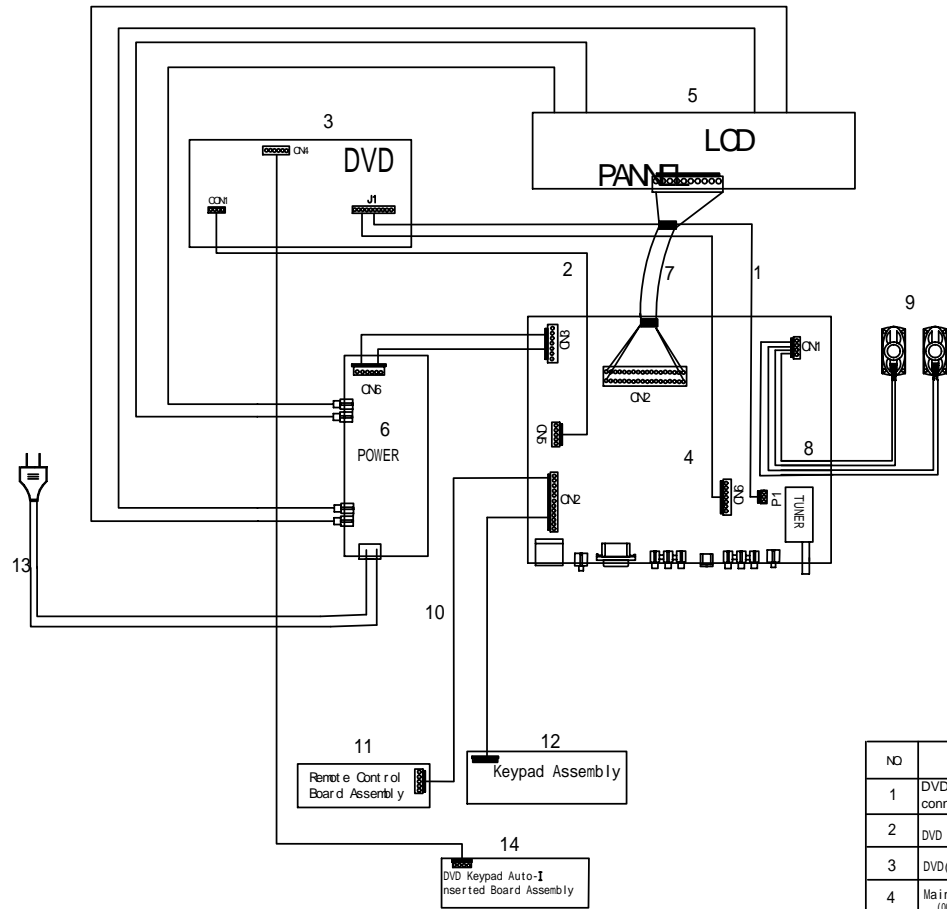 5
LCD
PANNEL
3
CN4
DVD
CON1
J1
2
7
1
9
CN3
CN1
CN6
CN2
6
POWER
CN5
4
8
CN2
CN6
P1
TUNER
13
10
11
Remote Control
Board Assembly
12
Keypad Assembly
14
DVD Keypad Auto-I
nserted Board Assembly
NO
1
DVD
conn
2
DVD
3
DVD(
4
Main